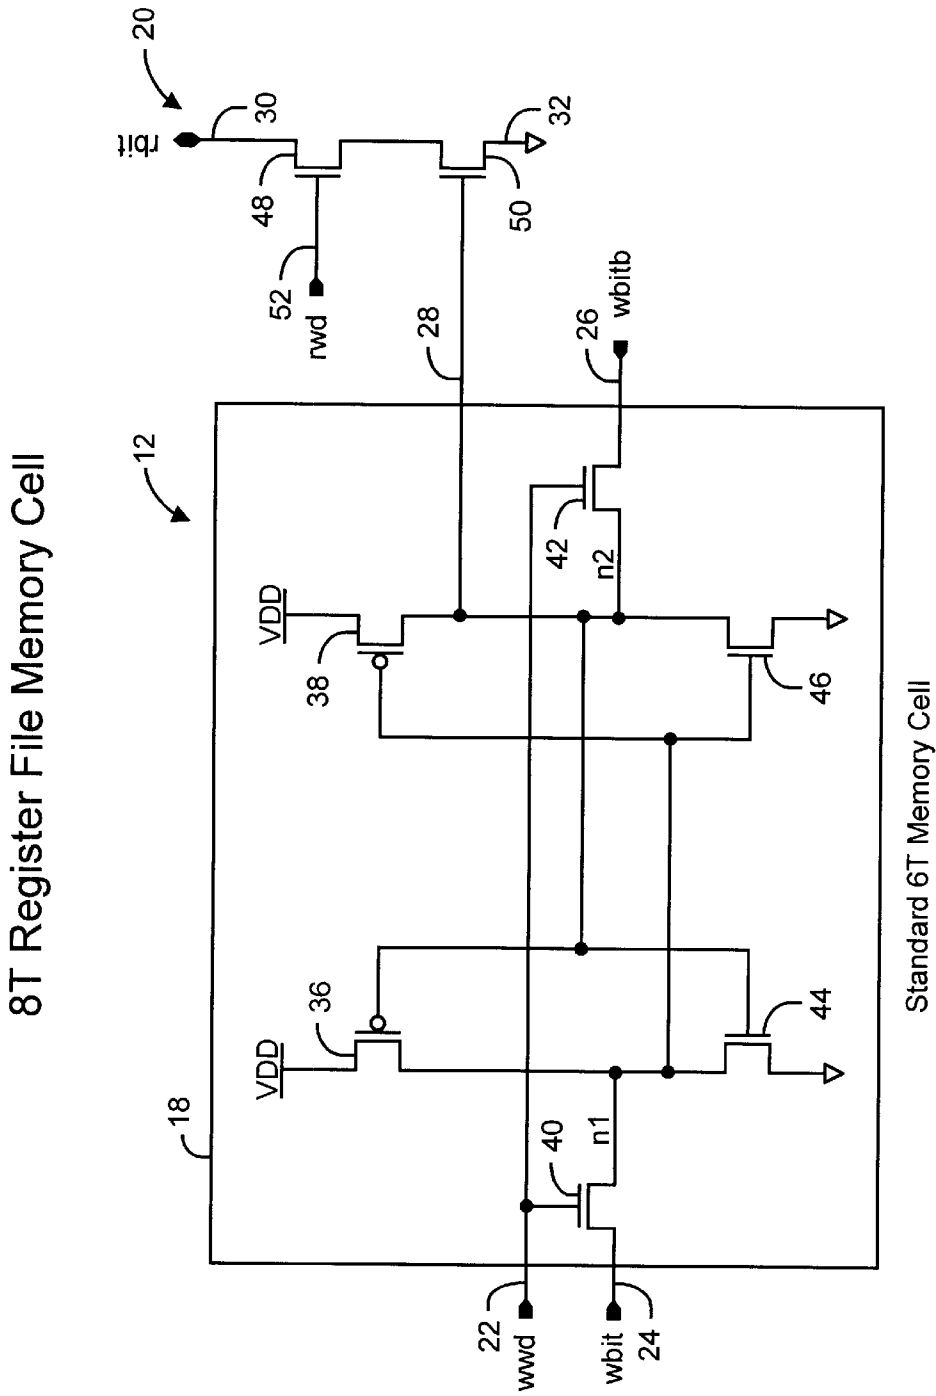 8T Register File Memory Cell
20
rbit
30
48
52
rwd
50
32
12
28
VDD
38
42
n2
26
wbitb
46
18
VDD
36
40
n1
44
22
wwd
wbit
24
Standard 6T Memory Cell